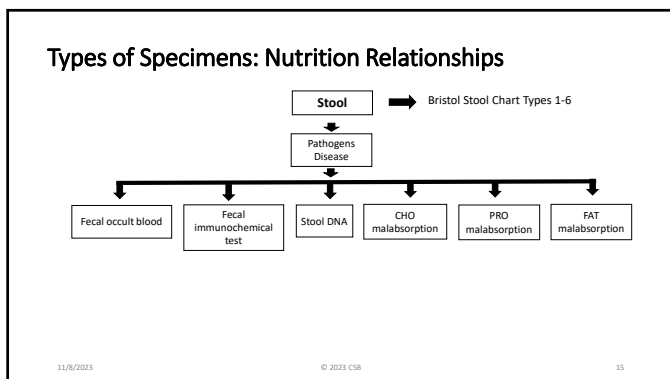 Types of Specimens: Nutrition Relationships
Stool
Bristol Stool Chart Types 1-6
Pathogens
Disease
Fecal occult blood
Fecal
immunochemical
test
Stool DNA
CHO
malabsorption
PRO
malabsorption
FAT
malabsorption
11/8/2023
© 2023 CSB
15